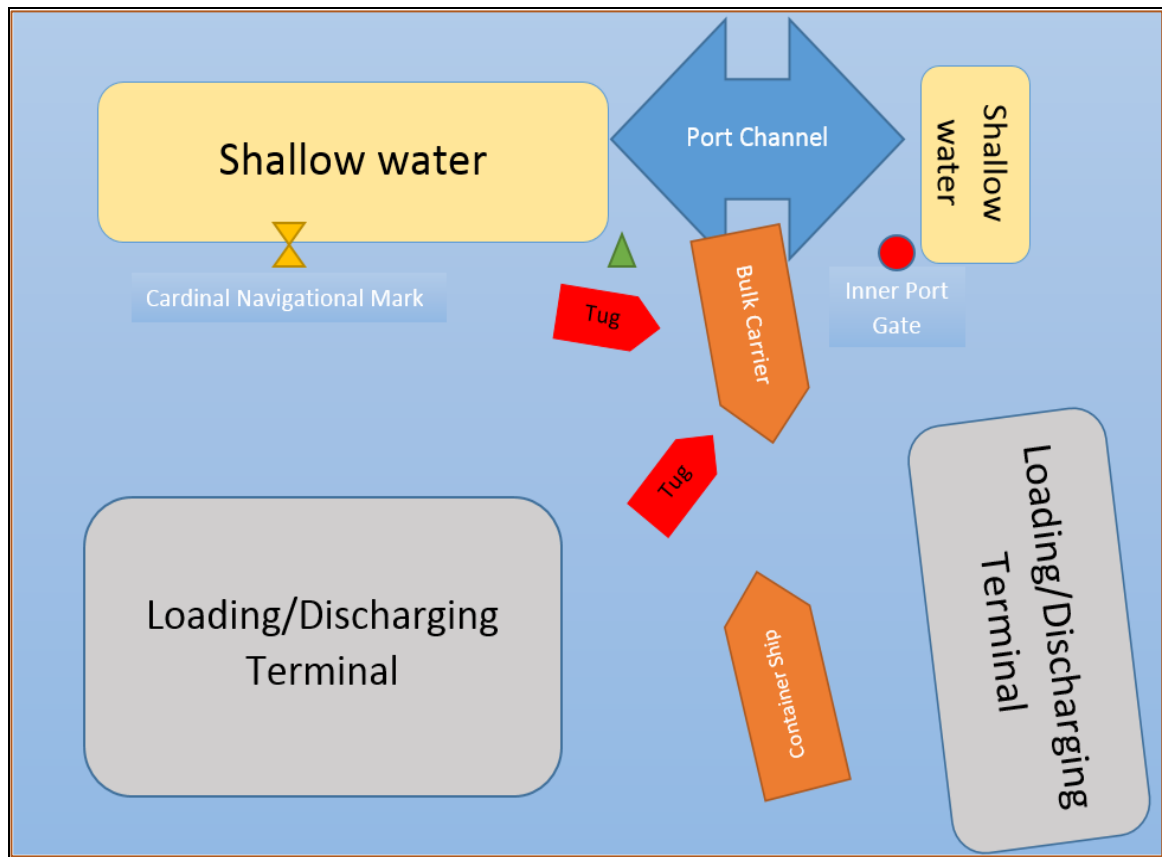 Shallow water
Port Channel
Shallow
water
Cardinal Navigational Mark
Tug
Bulk Carrier
Inner Port
Gate
Tug
Loading/Discharging
Terminal
Container Ship
Loading/Discharging
Terminal